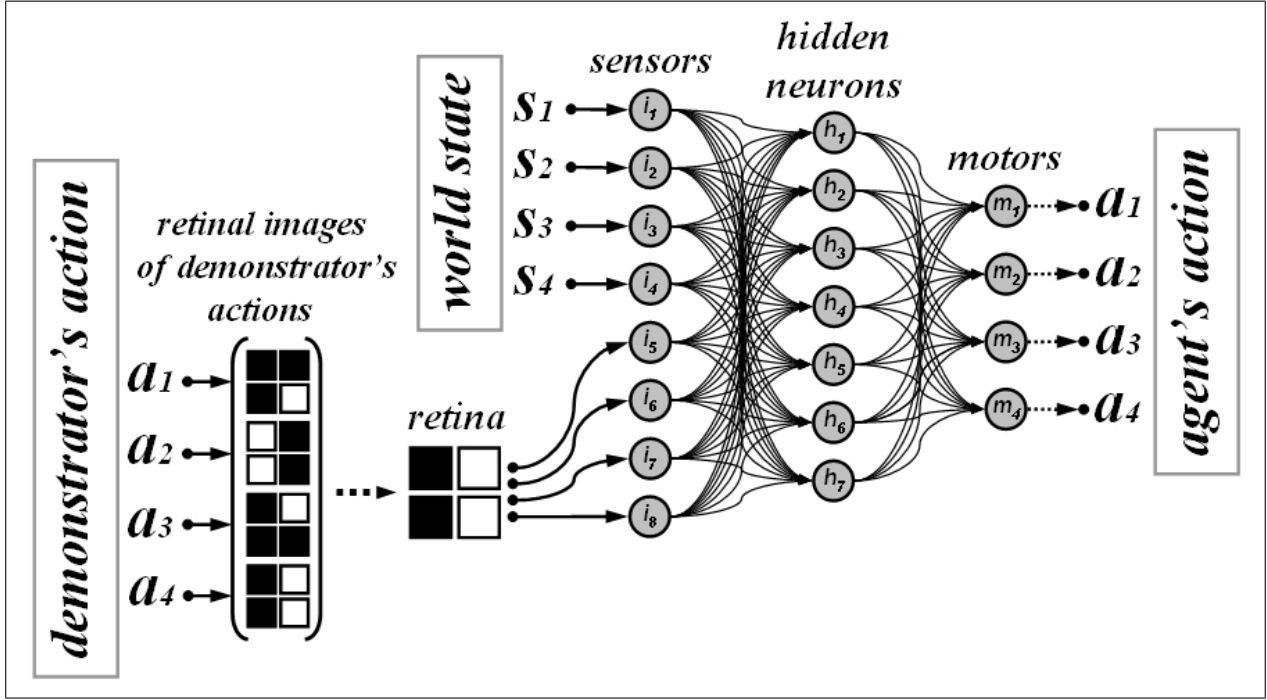 demonstrator's action
retinal images
of demonstrator's
actions
a1
a2
a3
a4
retina
world state
s1
s2
s3
s4
sensors
i1
i2
i3
i4
i5
i6
i7
i8
hidden
neurons
h1
h2
h3
h4
h5
h6
h7
motors
m1
m2
m3
m4
a1
a2
a3
a4
agent's action